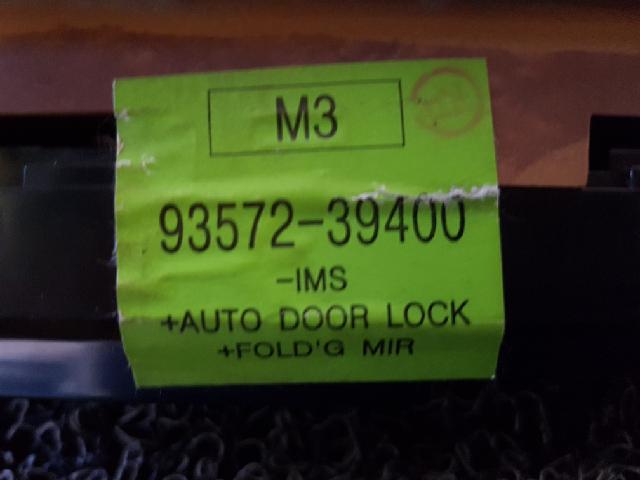 M3
93572-39400
-IMS
+AUTO DOOR LOCK
+FOLD'G MIR